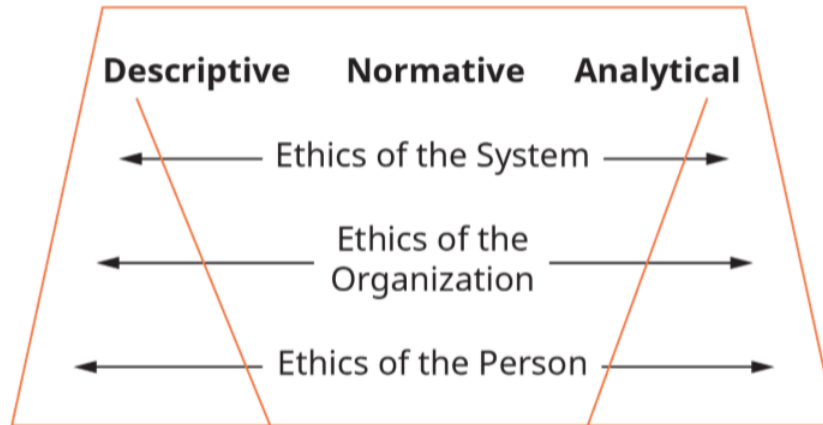 Descriptive Normative Analytical
Ethics of the System
Ethics of the
Organization
Ethics of the Person